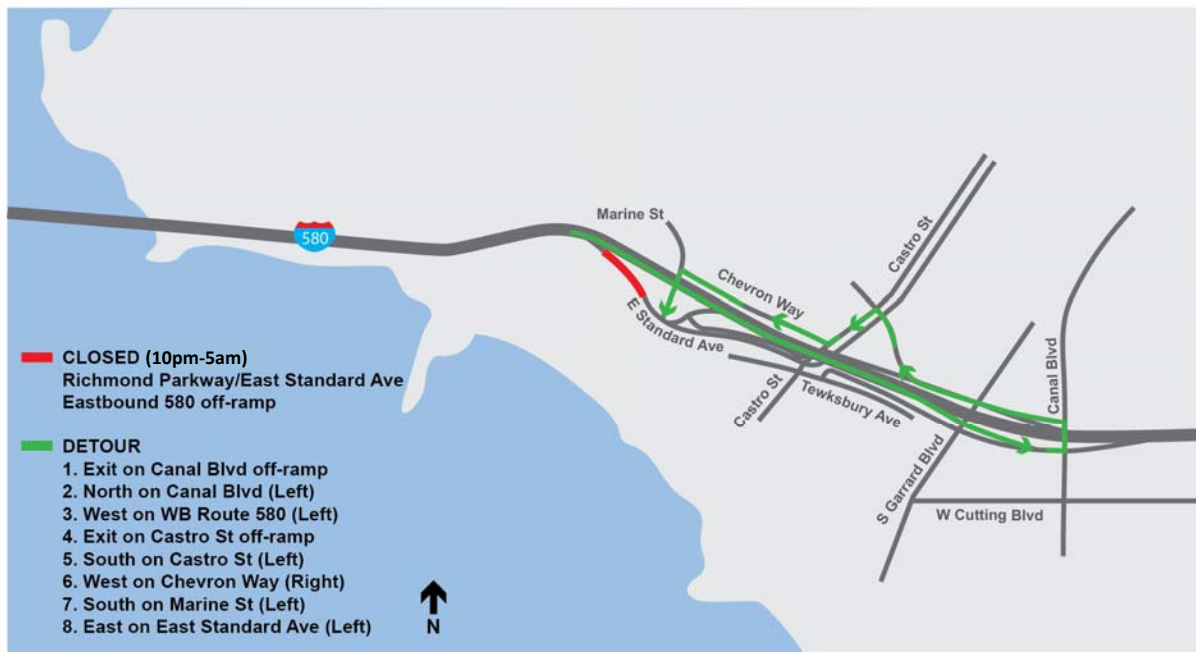 Marine St
580
Chevron Way
Castro St
E Standard Ave
Castro St
Tewksbury Ave
Canal Blvd
S Garrard Blvd
W Cutting Blvd
CLOSED (10pm-5am)
Richmond Parkway/East Standard Ave
Eastbound 580 off-ramp
DETOUR
1. Exit on Canal Blvd off-ramp
2. North on Canal Blvd (Left)
3. West on WB Route 580 (Left)
4. Exit on Castro St off-ramp
5. South on Castro St (Left)
6. West on Chevron Way (Right)
7. South on Marine St (Left)
8. East on East Standard Ave (Left)
N